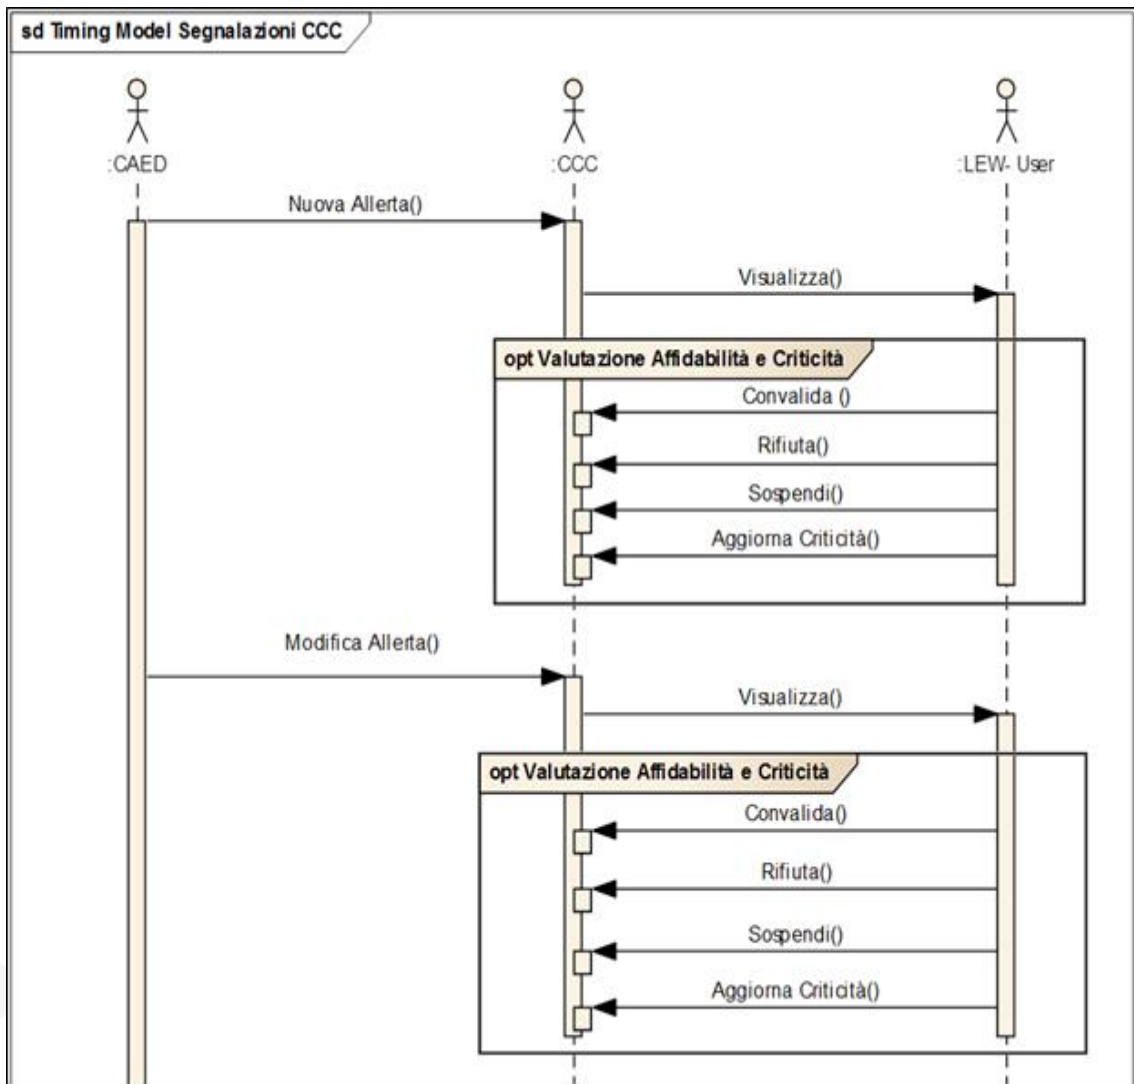 sd Timing Model Segnalazioni CCC
:CAED
:CCC
:LEW- User
Nuova Allerta()
Visualizza()
opt Valutazione Affidabilità e Criticità
Convalida ()
Rifiuta()
Sospendi()
Aggiorna Criticità()
Modifica Allerta()
Visualizza()
opt Valutazione Affidabilità e Criticità
Convalida()
Rifiuta()
Sospendi()
Aggiorna Criticità()